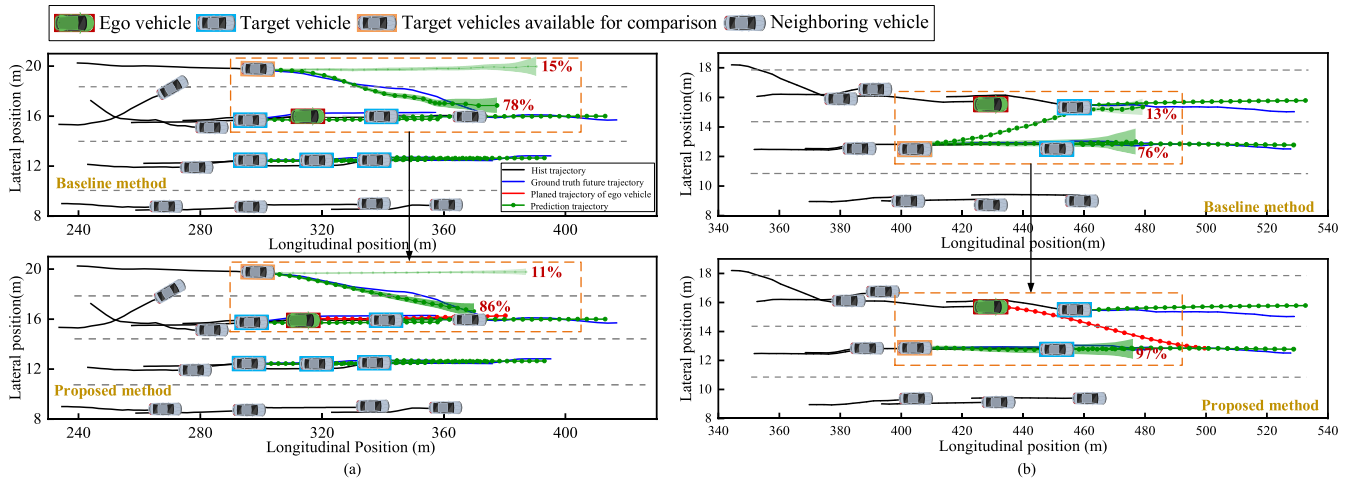 Ego vehicle Target vehicle Target vehicles available for comparison Neighboring vehicle
Lateral position (m)
20
16
12
8
15%
78%
Baseline method
Hist trajectory
Ground truth future trajectory
Planed trajectory of ego vehicle
Prediction trajectory
240 280 320 360 400
Longitudinal position (m)
Lateral position(m)
20
16
12
8
11%
86%
Proposed method
240 280 320 360 400
Longitudinal Position (m)
(a)
Lateral position(m)
18
16
14
12
10
8
13%
76%
Baseline method
340 360 380 400 420 440 460 480 500 520 540
Longitudinal position(m)
Lateral position (m)
18
16
14
12
10
8
97%
Proposed method
340 360 380 400 420 440 460 480 500 520 540
Longitudinal Position (m)
(b)